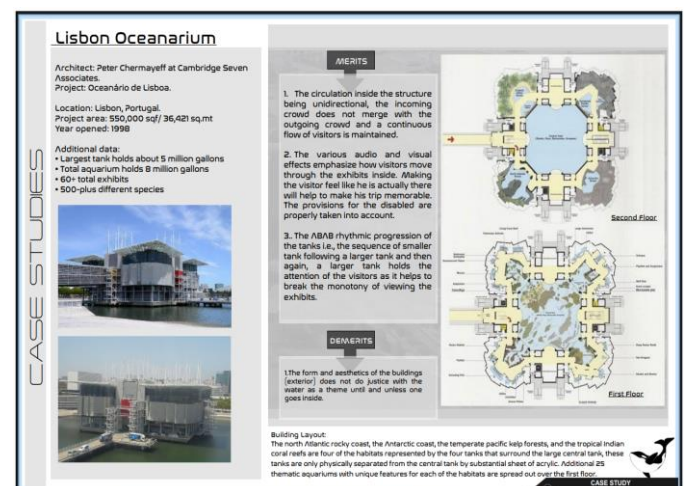 Lisbon Oceanarium
Architect: Peter Chermayeff at Cambridge Seven
Associates.
Project: Oceanário de Lisboa.
Location: Lisbon, Portugal.
Project area: 550,000 sqf/ 36,421 sq.mt
Year opened: 1998
Additional data:
• Largest tank holds about 5 million gallons
• Total aquarium holds 8 million gallons
• 60+ total exhibits
• 500-plus different species
CASE STUDIES
MERITS
1. The circulation inside the structure
being unidirectional, the incoming
crowd does not merge with the
outgoing crowd and a continuous
flow of visitors is maintained.
2. The various audio and visual
effects emphasize how visitors move
through the exhibits inside. Making
the visitor feel like he is actually there
will help to make his trip memorable.
The provisions for the disabled are
properly taken into account.
3. The ABAB rhythmic progression of
the tanks i.e., the sequence of smaller
tank following a larger tank and then
again, a larger tank holds the
attention of the visitors as it helps to
break the monotony of viewing the
exhibits.
DEMERITS
1.The form and aesthetics of the buildings
(exterior) does not do justice with the
water as a theme until and unless one
goes inside.
Second Floor
First Floor
Building Layout:
The north Atlantic rocky coast, the Antarctic coast, the temperate pacific kelp forests, and the tropical Indian
coral reefs are four of the habitats represented by the four tanks that surround the large central tank, these
tanks are only physically separated from the central tank by substantial sheet of acrylic. Additional 25
thematic aquariums with unique features for each of the habitats are spread out over the first floor.
CASE STUDY